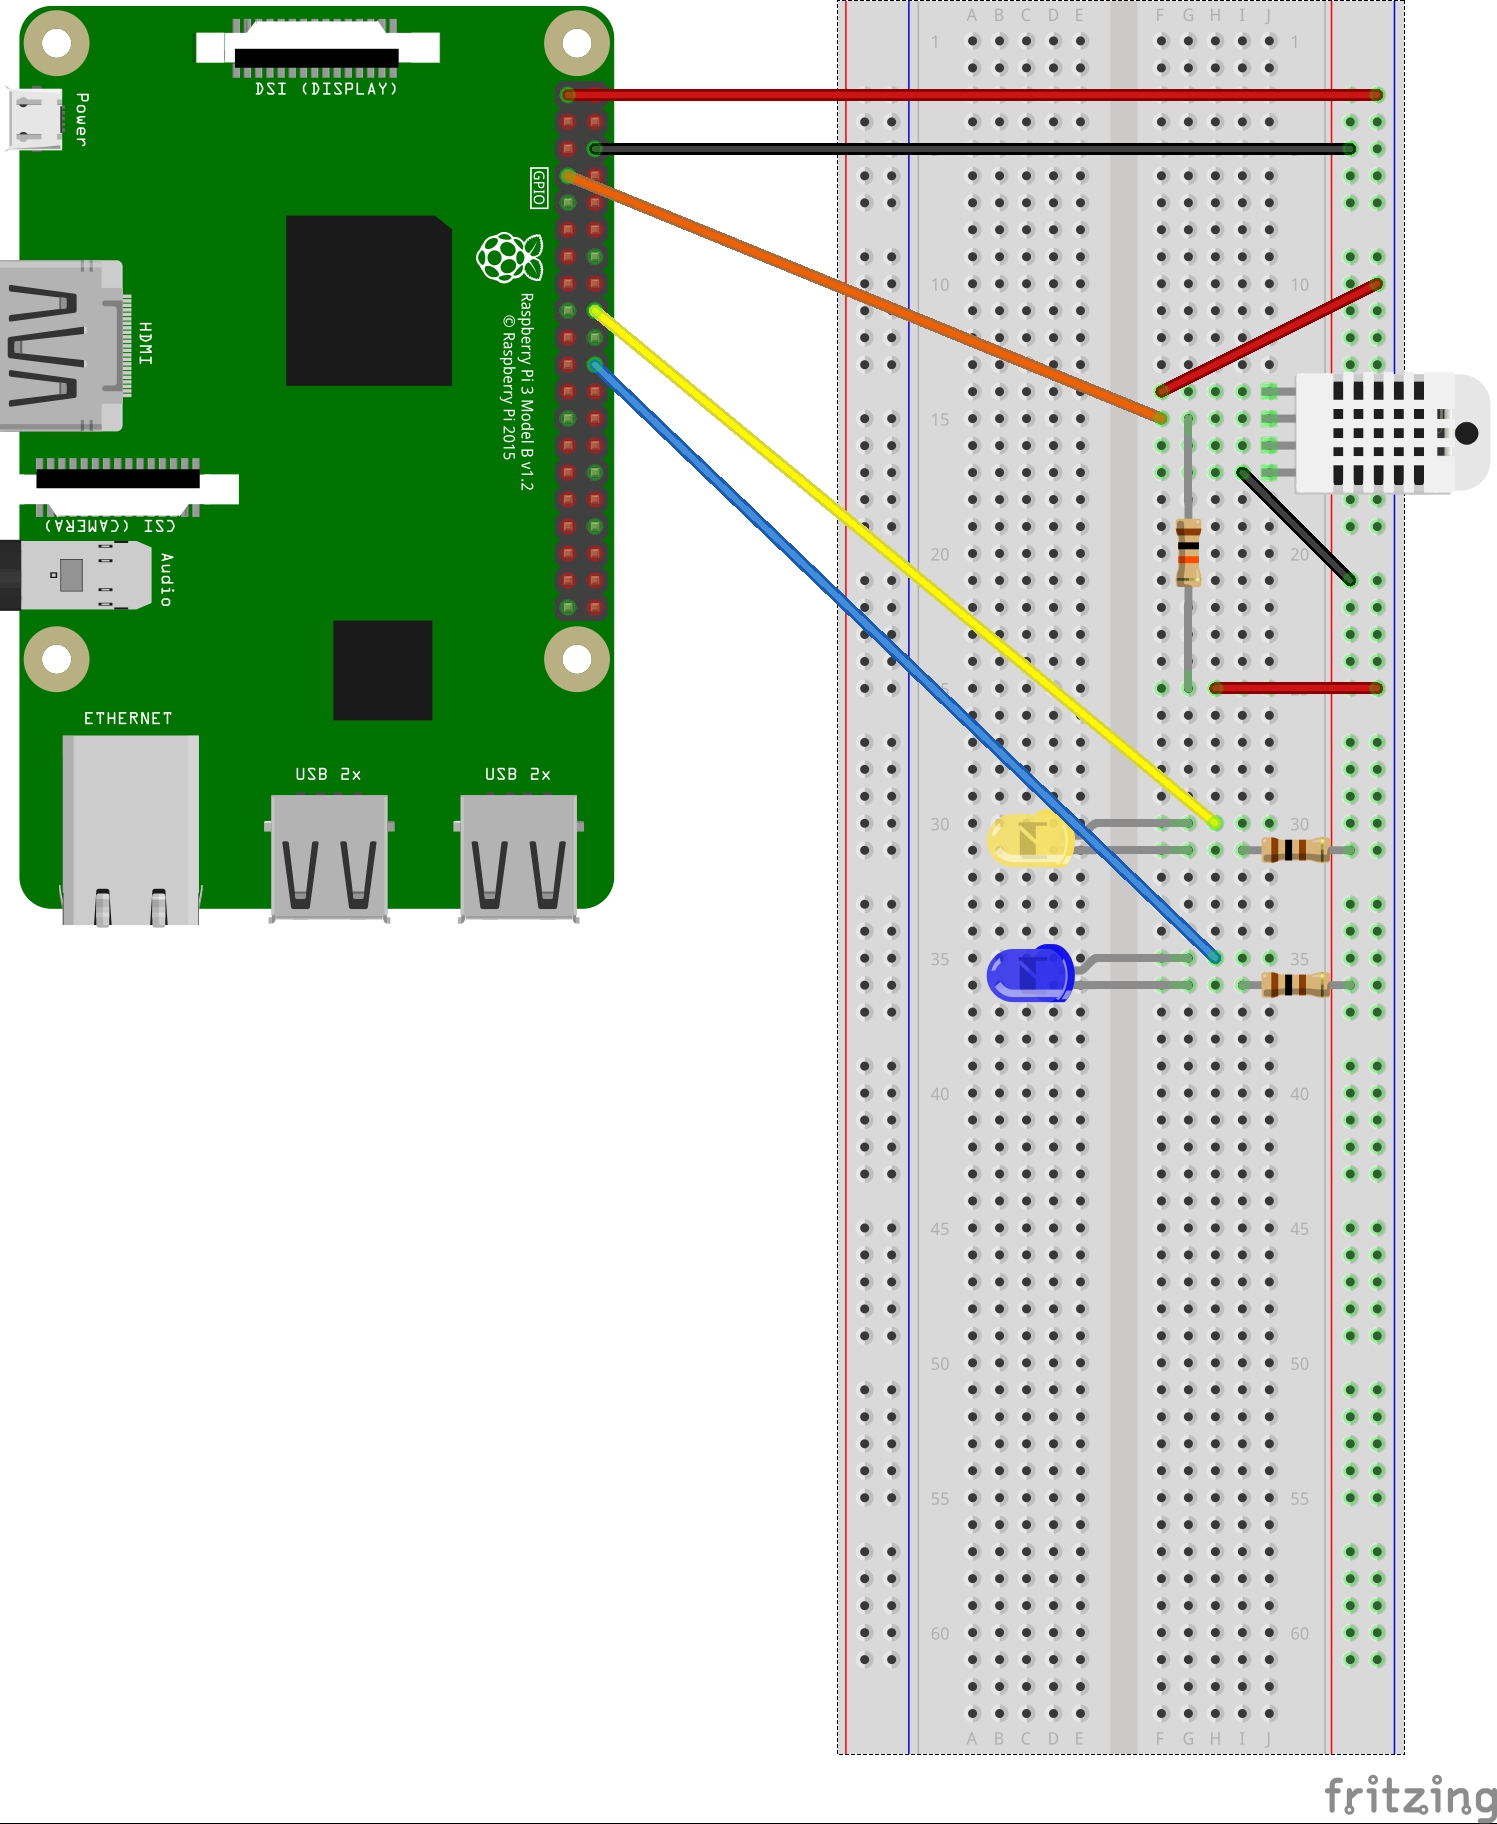 DSI (DISPLAY)
Power
GPIO
HDMI
Raspberry Pi 3 Model B v1.2
© Raspberry Pi 2015
CSI (CAMERA)
Audio
ETHERNET
USB 2x
USB 2x
A B C D E F G H I J
1 1
10 10
15
20
30 30
35 35
40 40
45 45
50 50
55 55
60 60
A B C D E F G H I J
fritzing